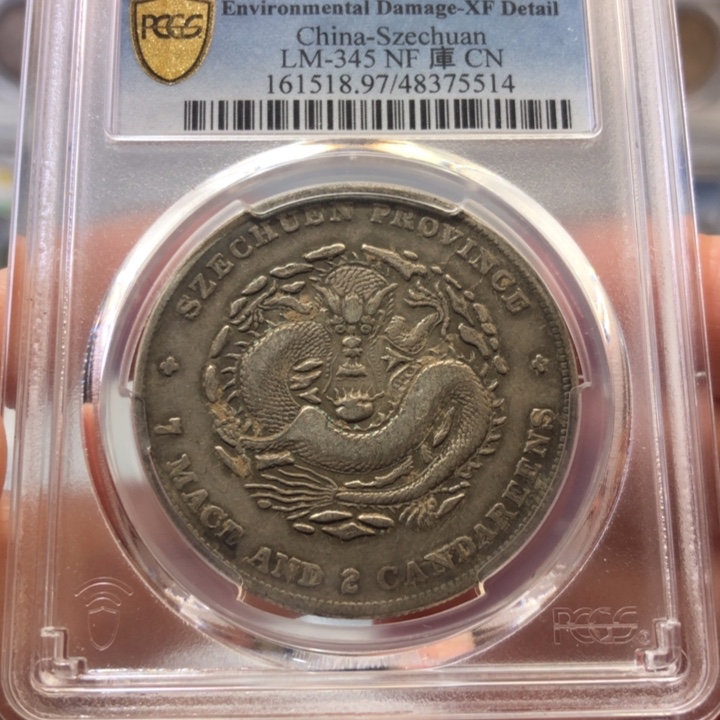 PCGS
Environmental Damage-XF Detail
China-Szechuan
LM-345 NF 庫 CN
161518.97/48375514
SZECHUEN PROVINCE
7 MACE AND 2 CANDAREENS
PCGS